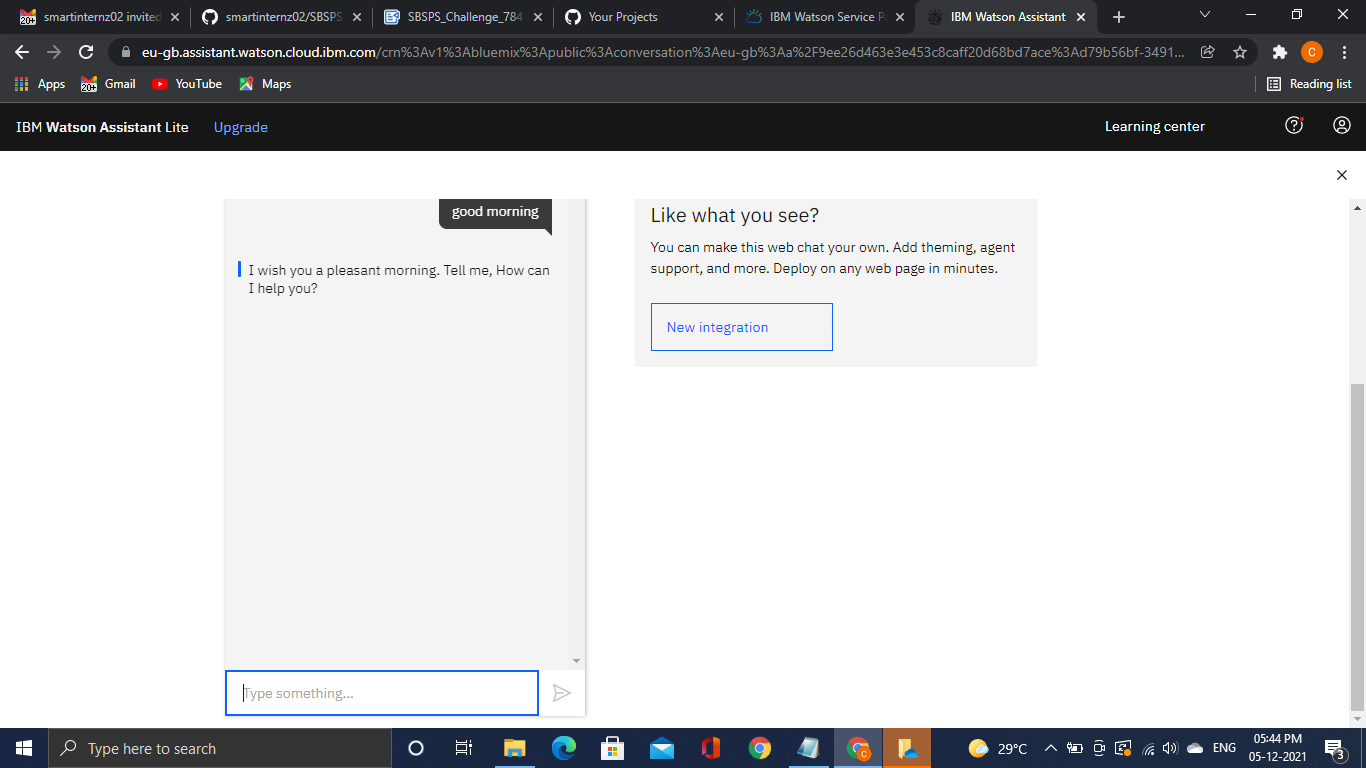 20+ smartinternz02 invited
smartinternz02/SBSPS
SBSPS_Challenge_784
Your Projects
IBM Watson Service P
IBM Watson Assistant
eu-gb.assistant.watson.cloud.ibm.com/crn%3Av1%3Abluemix%3Apublic%3Aconversation%3Aeu-gb%3Aa%2F9ee26d463e3e453c8caff20d68bd7ace%3Ad79b56bf-3491...
C
Apps
20+ Gmail
YouTube
Maps
Reading list
IBM Watson Assistant Lite
Upgrade
Learning center
good morning
I wish you a pleasant morning. Tell me, How can
I help you?
Like what you see?
You can make this web chat your own. Add theming, agent
support, and more. Deploy on any web page in minutes.
New integration
Type something...
Type here to search
C
29°C
ENG
05:44 PM
05-12-2021
3